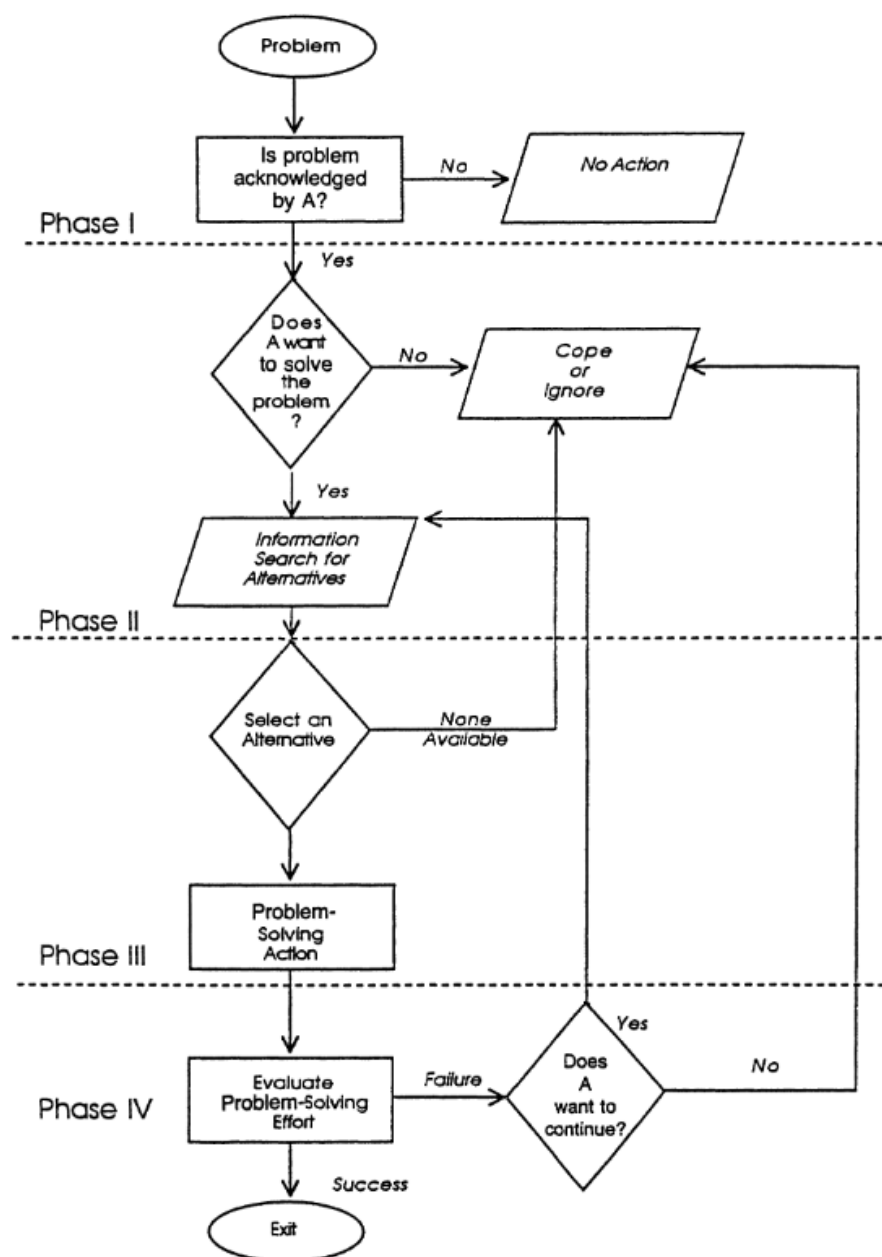 Problem
Is problem
acknowledged
by A?
No
No Action
Phase I
Yes
Does
A want
to solve
the
problem
?
No
Cope
or
Ignore
Yes
Information
Search for
Alternatives
Phase II
Select an
Alternative
None
Available
Problem-
Solving
Action
Phase III
Phase IV
Evaluate
Problem-Solving
Effort
Failure
Does
A
want to
continue?
Yes
No
Success
Exit